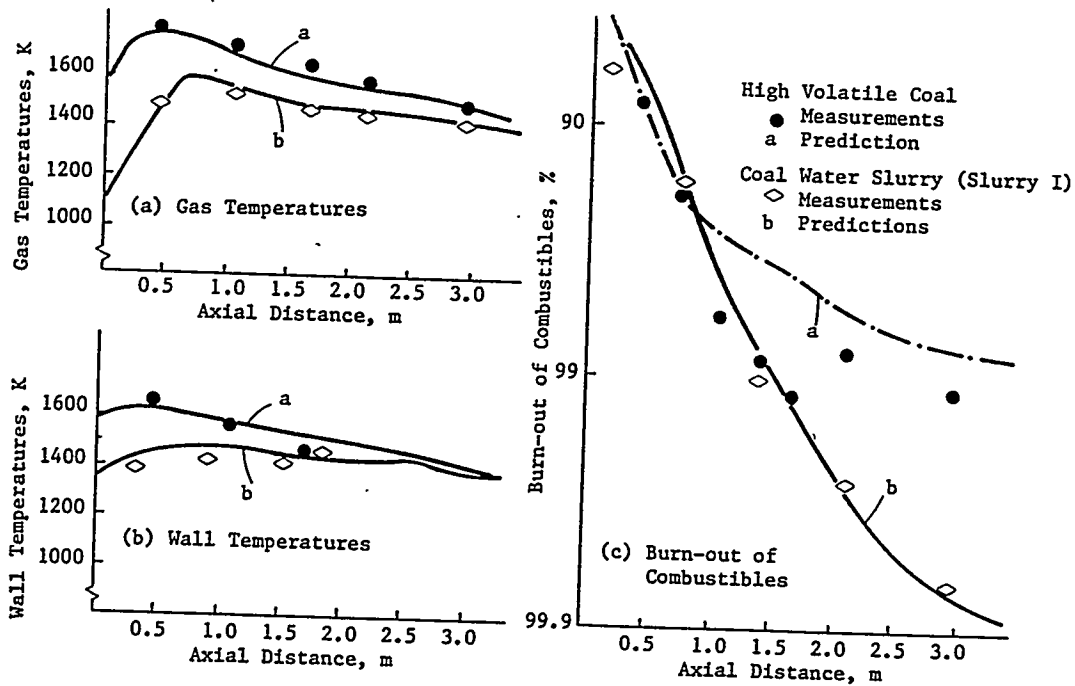 Gas Temperatures, K
1600
1400
1200
1000
a
b
(a) Gas Temperatures
0.5 1.0 1.5 2.0 2.5 3.0
Axial Distance, m
Wall Temperatures, K
1600
1400
1200
1000
a
b
(b) Wall Temperatures
0.5 1.0 1.5 2.0 2.5 3.0
Axial Distance, m
Burn-out of Combustibles, %
90
99
99.9
High Volatile Coal
Measurements
a Prediction
Coal Water Slurry (Slurry I)
Measurements
b Predictions
a
b
(c) Burn-out of
Combustibles
0.5 1.0 1.5 2.0 2.5 3.0
Axial Distance, m